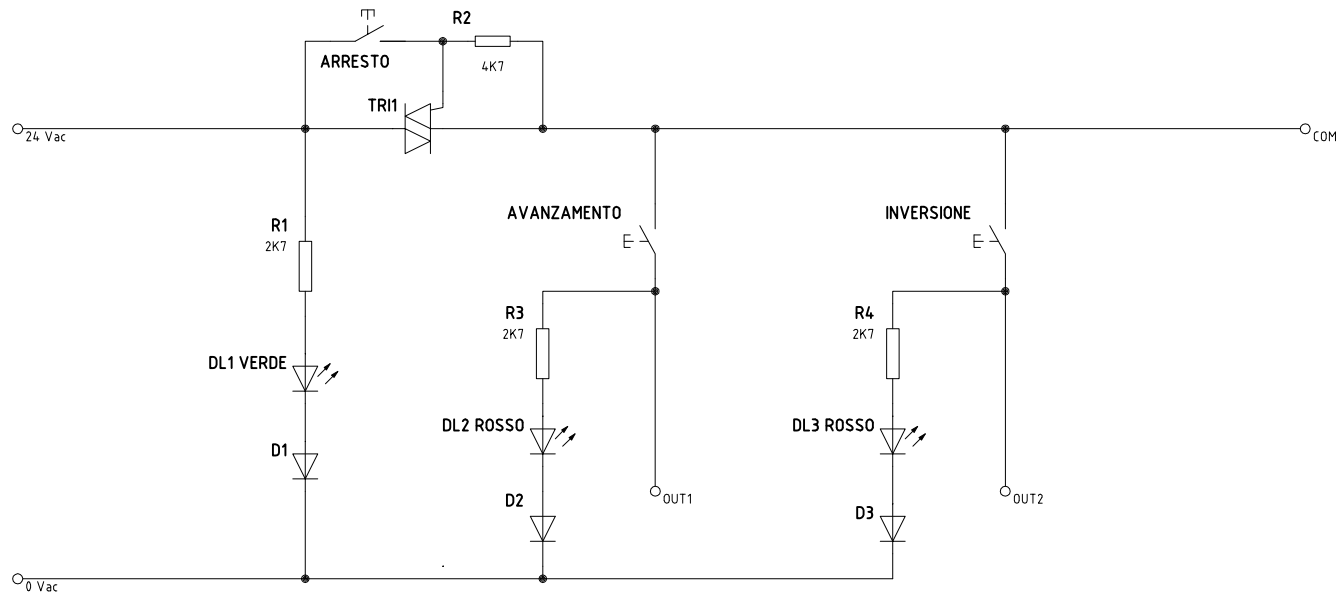 R2
ARRESTO
4K7
TRI1
24 Vac
COM
R1
2K7
AVANZAMENTO
INVERSIONE
R3
2K7
R4
2K7
DL1 VERDE
DL2 ROSSO
DL3 ROSSO
D1
D2
OUT1
D3
OUT2
0 Vac